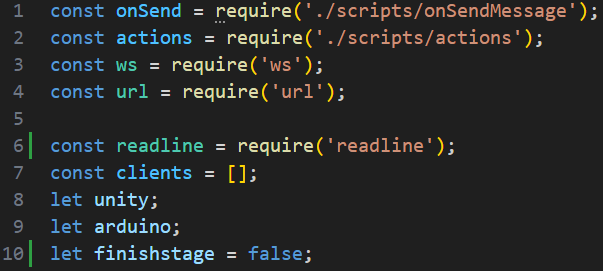 1 const onSend = require('./scripts/onSendMessage');
2 const actions = require('./scripts/actions');
3 const ws = require('ws');
4 const url = require('url');
5
6 const readline = require('readline');
7 const clients = [];
8 let unity;
9 let arduino;
10 let finishstage = false;